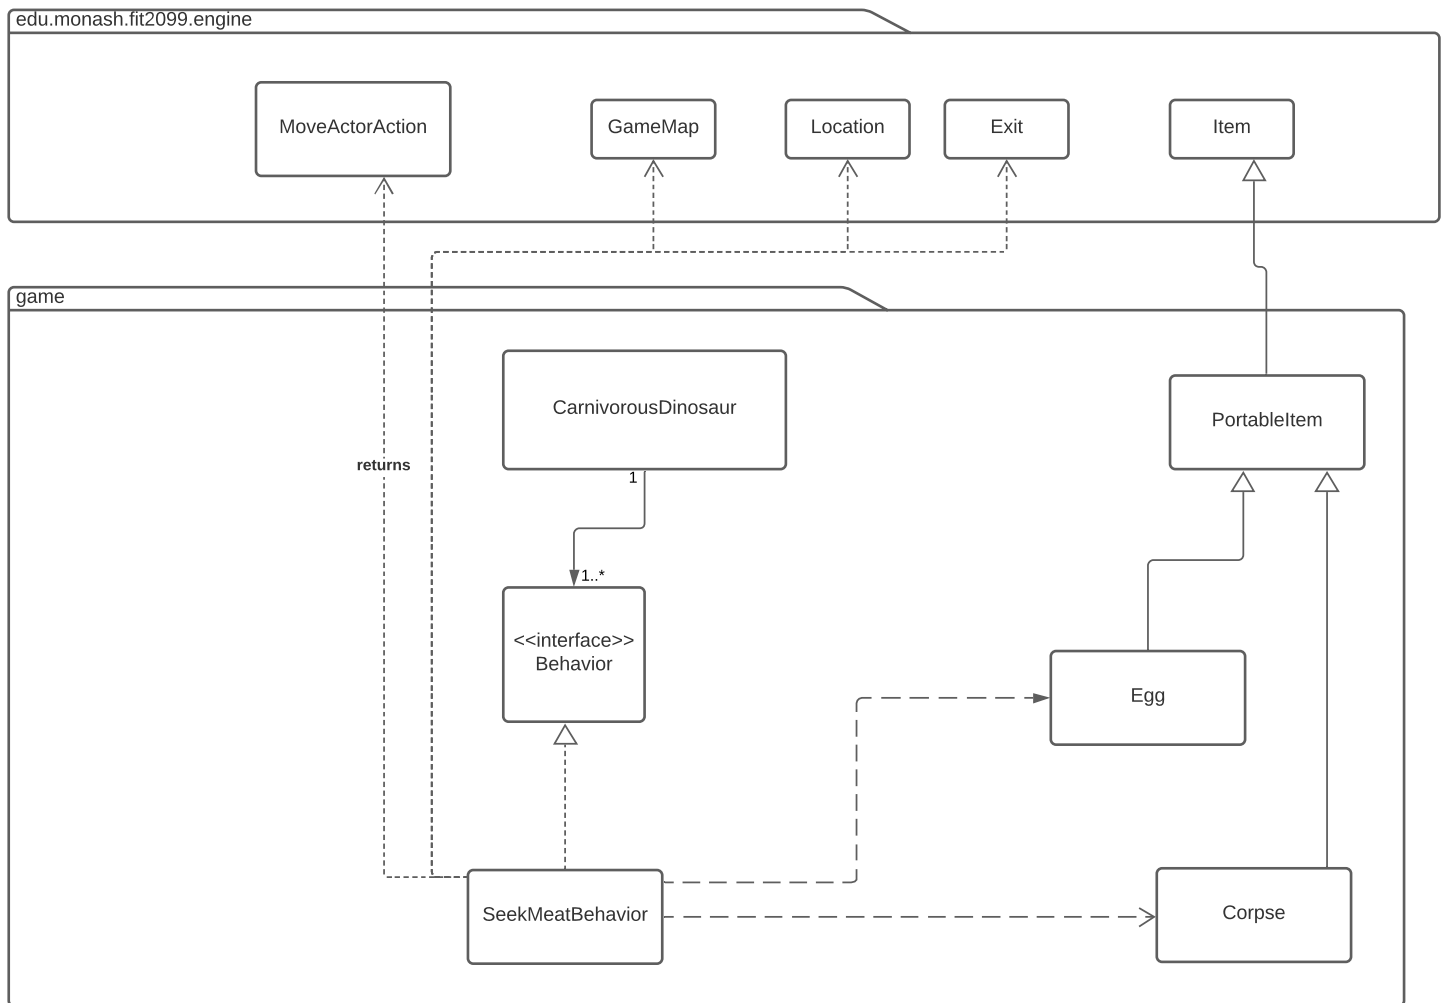 edu.monash.fit2099.engine
MoveActorAction
GameMap
Location
Exit
Item
game
CarnivorousDinosaur
PortableItem
returns
1
1..*
<<interface>>
Behavior
Egg
SeekMeatBehavior
Corpse